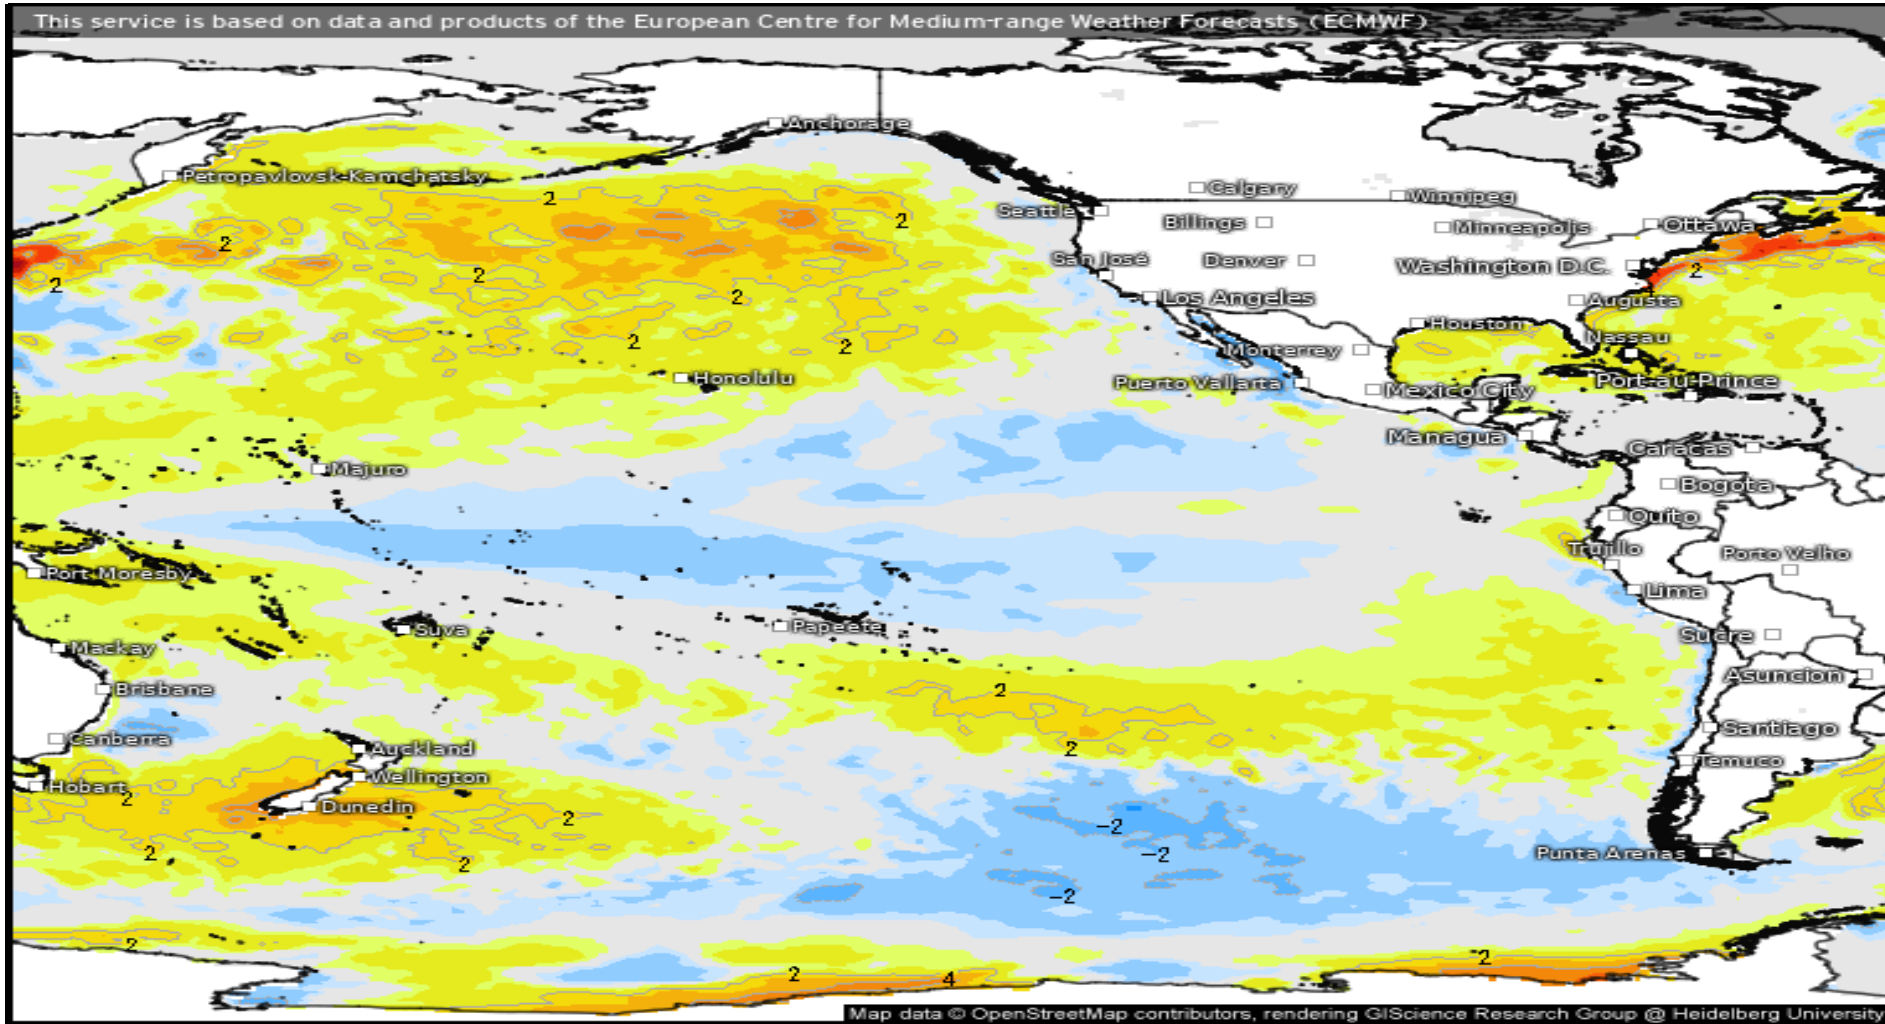 This service is based on data and products of the European Centre for Medium-range Weather Forecasts (ECMWF)
Anchorage
Petropavlovsk-Kamchatsky
2
Calgary
Winnipeg
Seattle
2
Billings
Minneapolis
Ottawa
2
San José
Denver
Washington D.C.
2
2
2
2
Los Angeles
Augusta
Houston
Nassau
2
2
Monterrey
Honolulu
Puerto Vallarta
Mexico City
Port-au-Prince
Managua
Caracas
Majuro
Bogota
Quito
Trujillo
Porto Velho
Port Moresby
Lima
Suva
Papeete
Sucre
Mackay
Asuncion
Brisbane
2
Santiago
Canberra
Auckland
2
Temuco
Wellington
Hobart
2
Dunedin
2
-2
2
2
-2
Punta Arenas
-2
2
2
2
4
Map data © OpenStreetMap contributors, rendering GIScience Research Group @ Heidelberg University